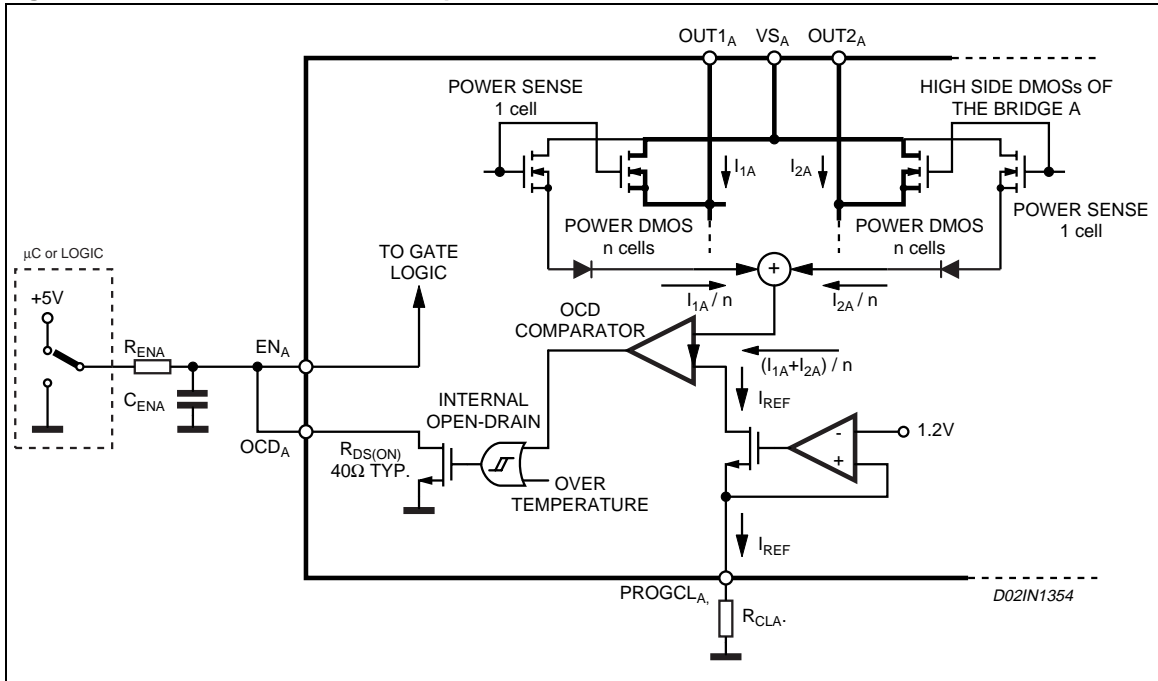 OUT1A VSA OUT2A
POWER SENSE
1 cell
HIGH SIDE DMOSs OF
THE BRIDGE A
I1A
I2A
POWER DMOS
n cells
POWER DMOS
n cells
POWER SENSE
1 cell
µC or LOGIC
+5V
TO GATE
LOGIC
+
I1A / n
I2A / n
OCD
COMPARATOR
RENA
ENA
(I1A+I2A) / n
CENA
IREF
INTERNAL
OPEN-DRAIN
-
1.2V
+
OCDA
RDS(ON)
40Ω TYP.
OVER
TEMPERATURE
IREF
PROGCLA,
D02IN1354
RCLA.